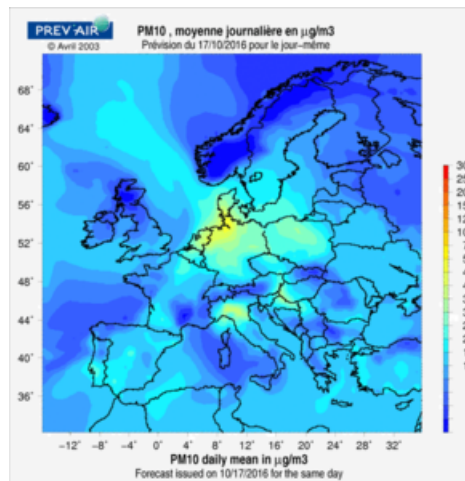 PREV'AIR
© Avril 2003
PM10 , moyenne journalière en µg/m3
Prévision du 17/10/2016 pour le jour-même
68°
64°
60°
56°
52°
48°
44°
40°
36°
−12° −8° −4° 0° 4° 8° 12° 16° 20° 24° 28° 32°
PM10 daily mean in µg/m3
Forecast issued on 10/17/2016 for the same day